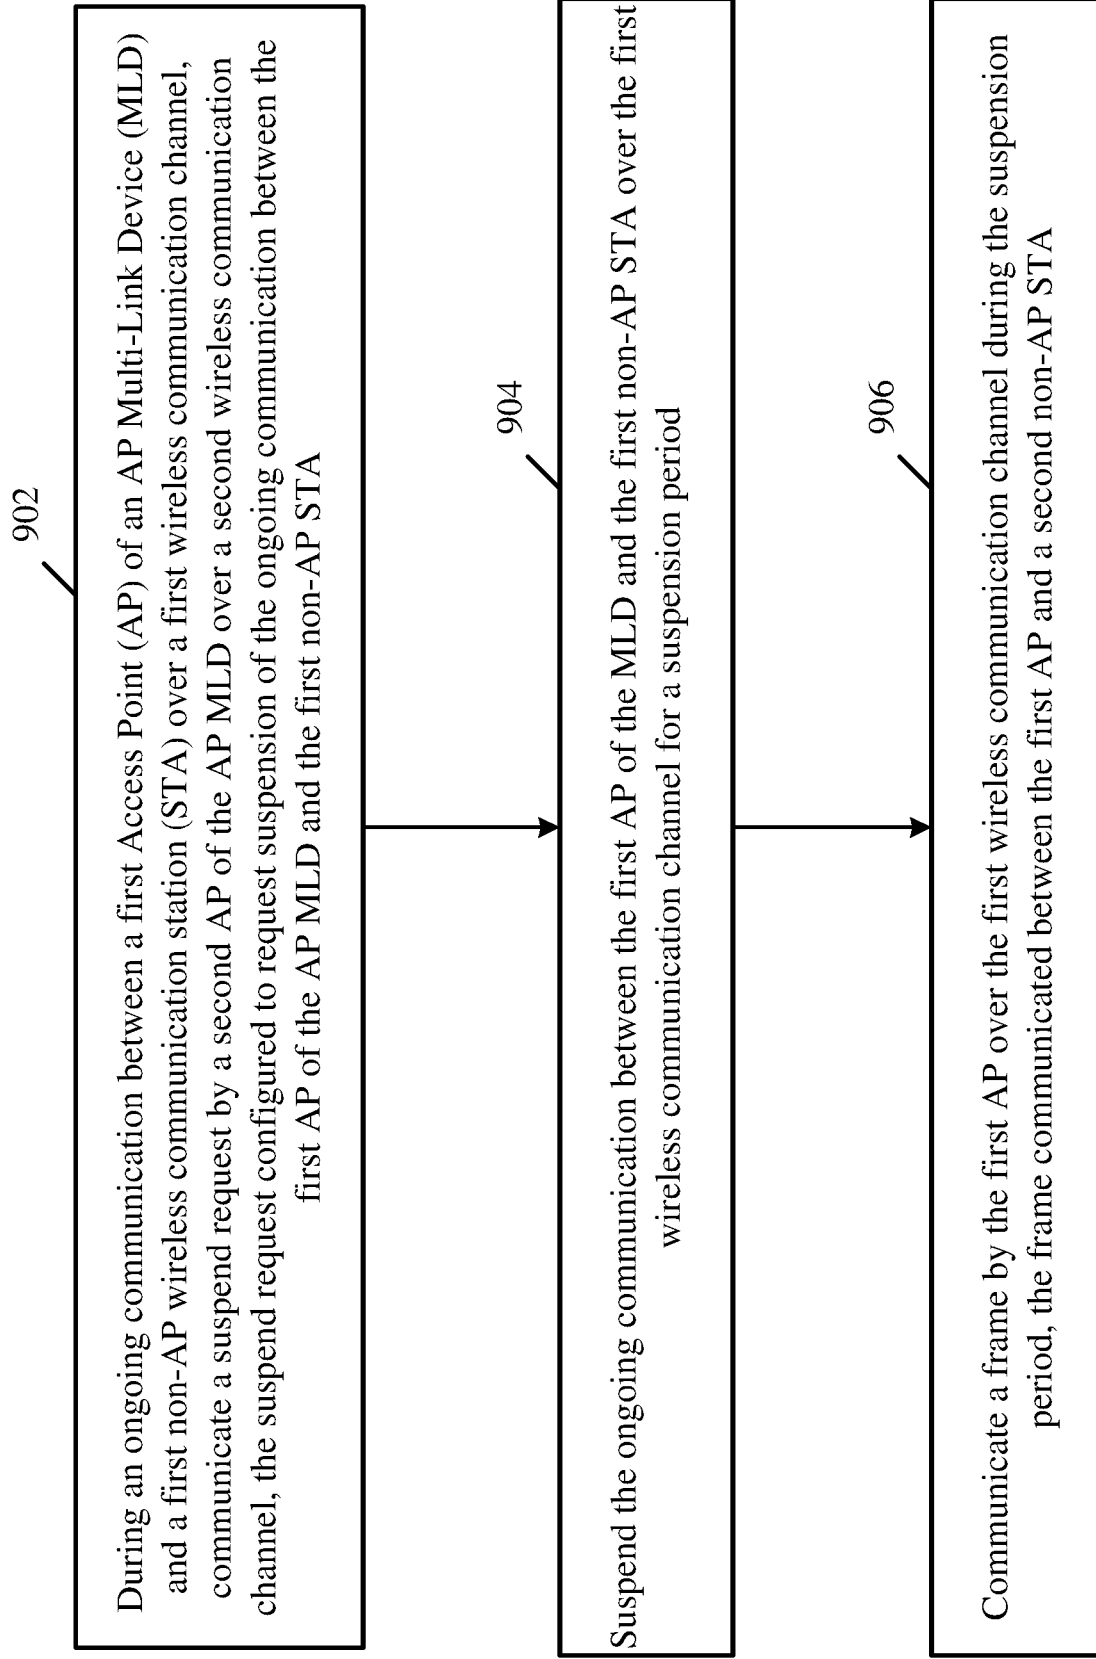 902
During an ongoing communication between a first Access Point (AP) of an AP Multi-Link Device (MLD)
and a first non-AP wireless communication station (STA) over a first wireless communication channel,
communicate a suspend request by a second AP of the AP MLD over a second wireless communication
channel, the suspend request configured to request suspension of the ongoing communication between the
first AP of the AP MLD and the first non-AP STA
904
Suspend the ongoing communication between the first AP of the MLD and the first non-AP STA over the first
wireless communication channel for a suspension period
906
Communicate a frame by the first AP over the first wireless communication channel during the suspension
period, the frame communicated between the first AP and a second non-AP STA